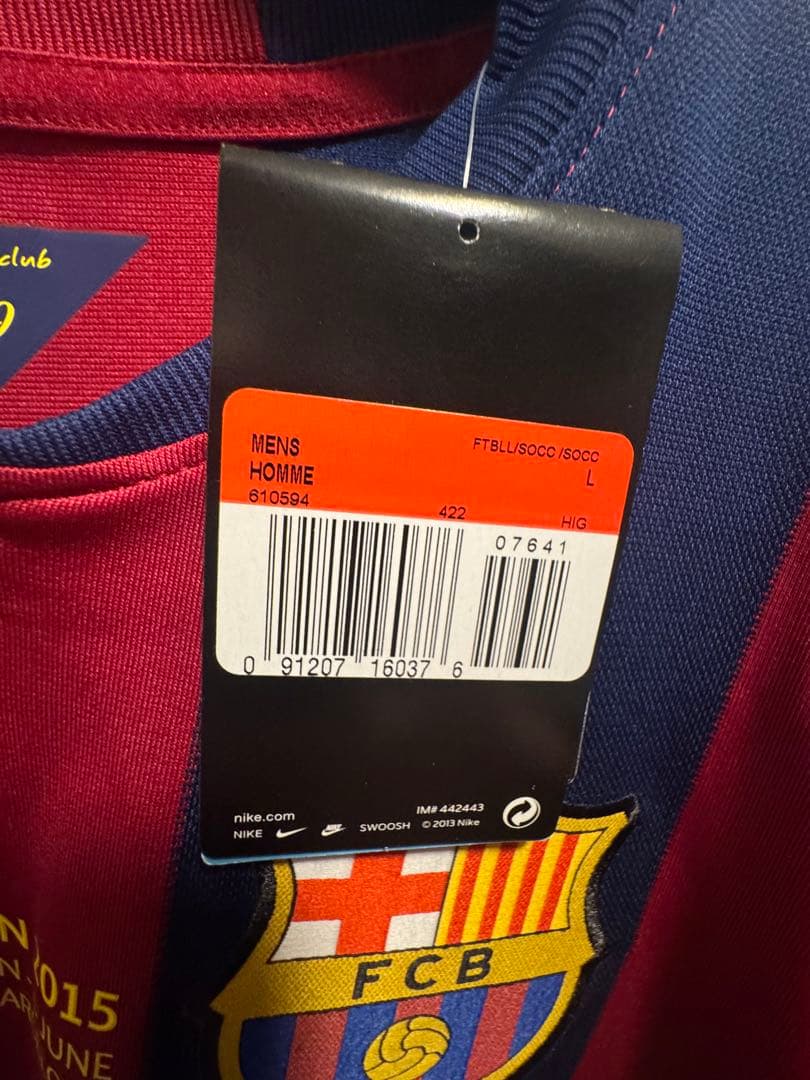 club
MENS
HOMME
610594
FTBLL/SOCC /SOCC
L
422
HIG
07641
0 91207 16037 6
nike.com
NIKE
SWOOSH
IM# 442443
© 2013 Nike
FCB
2015
JUNE